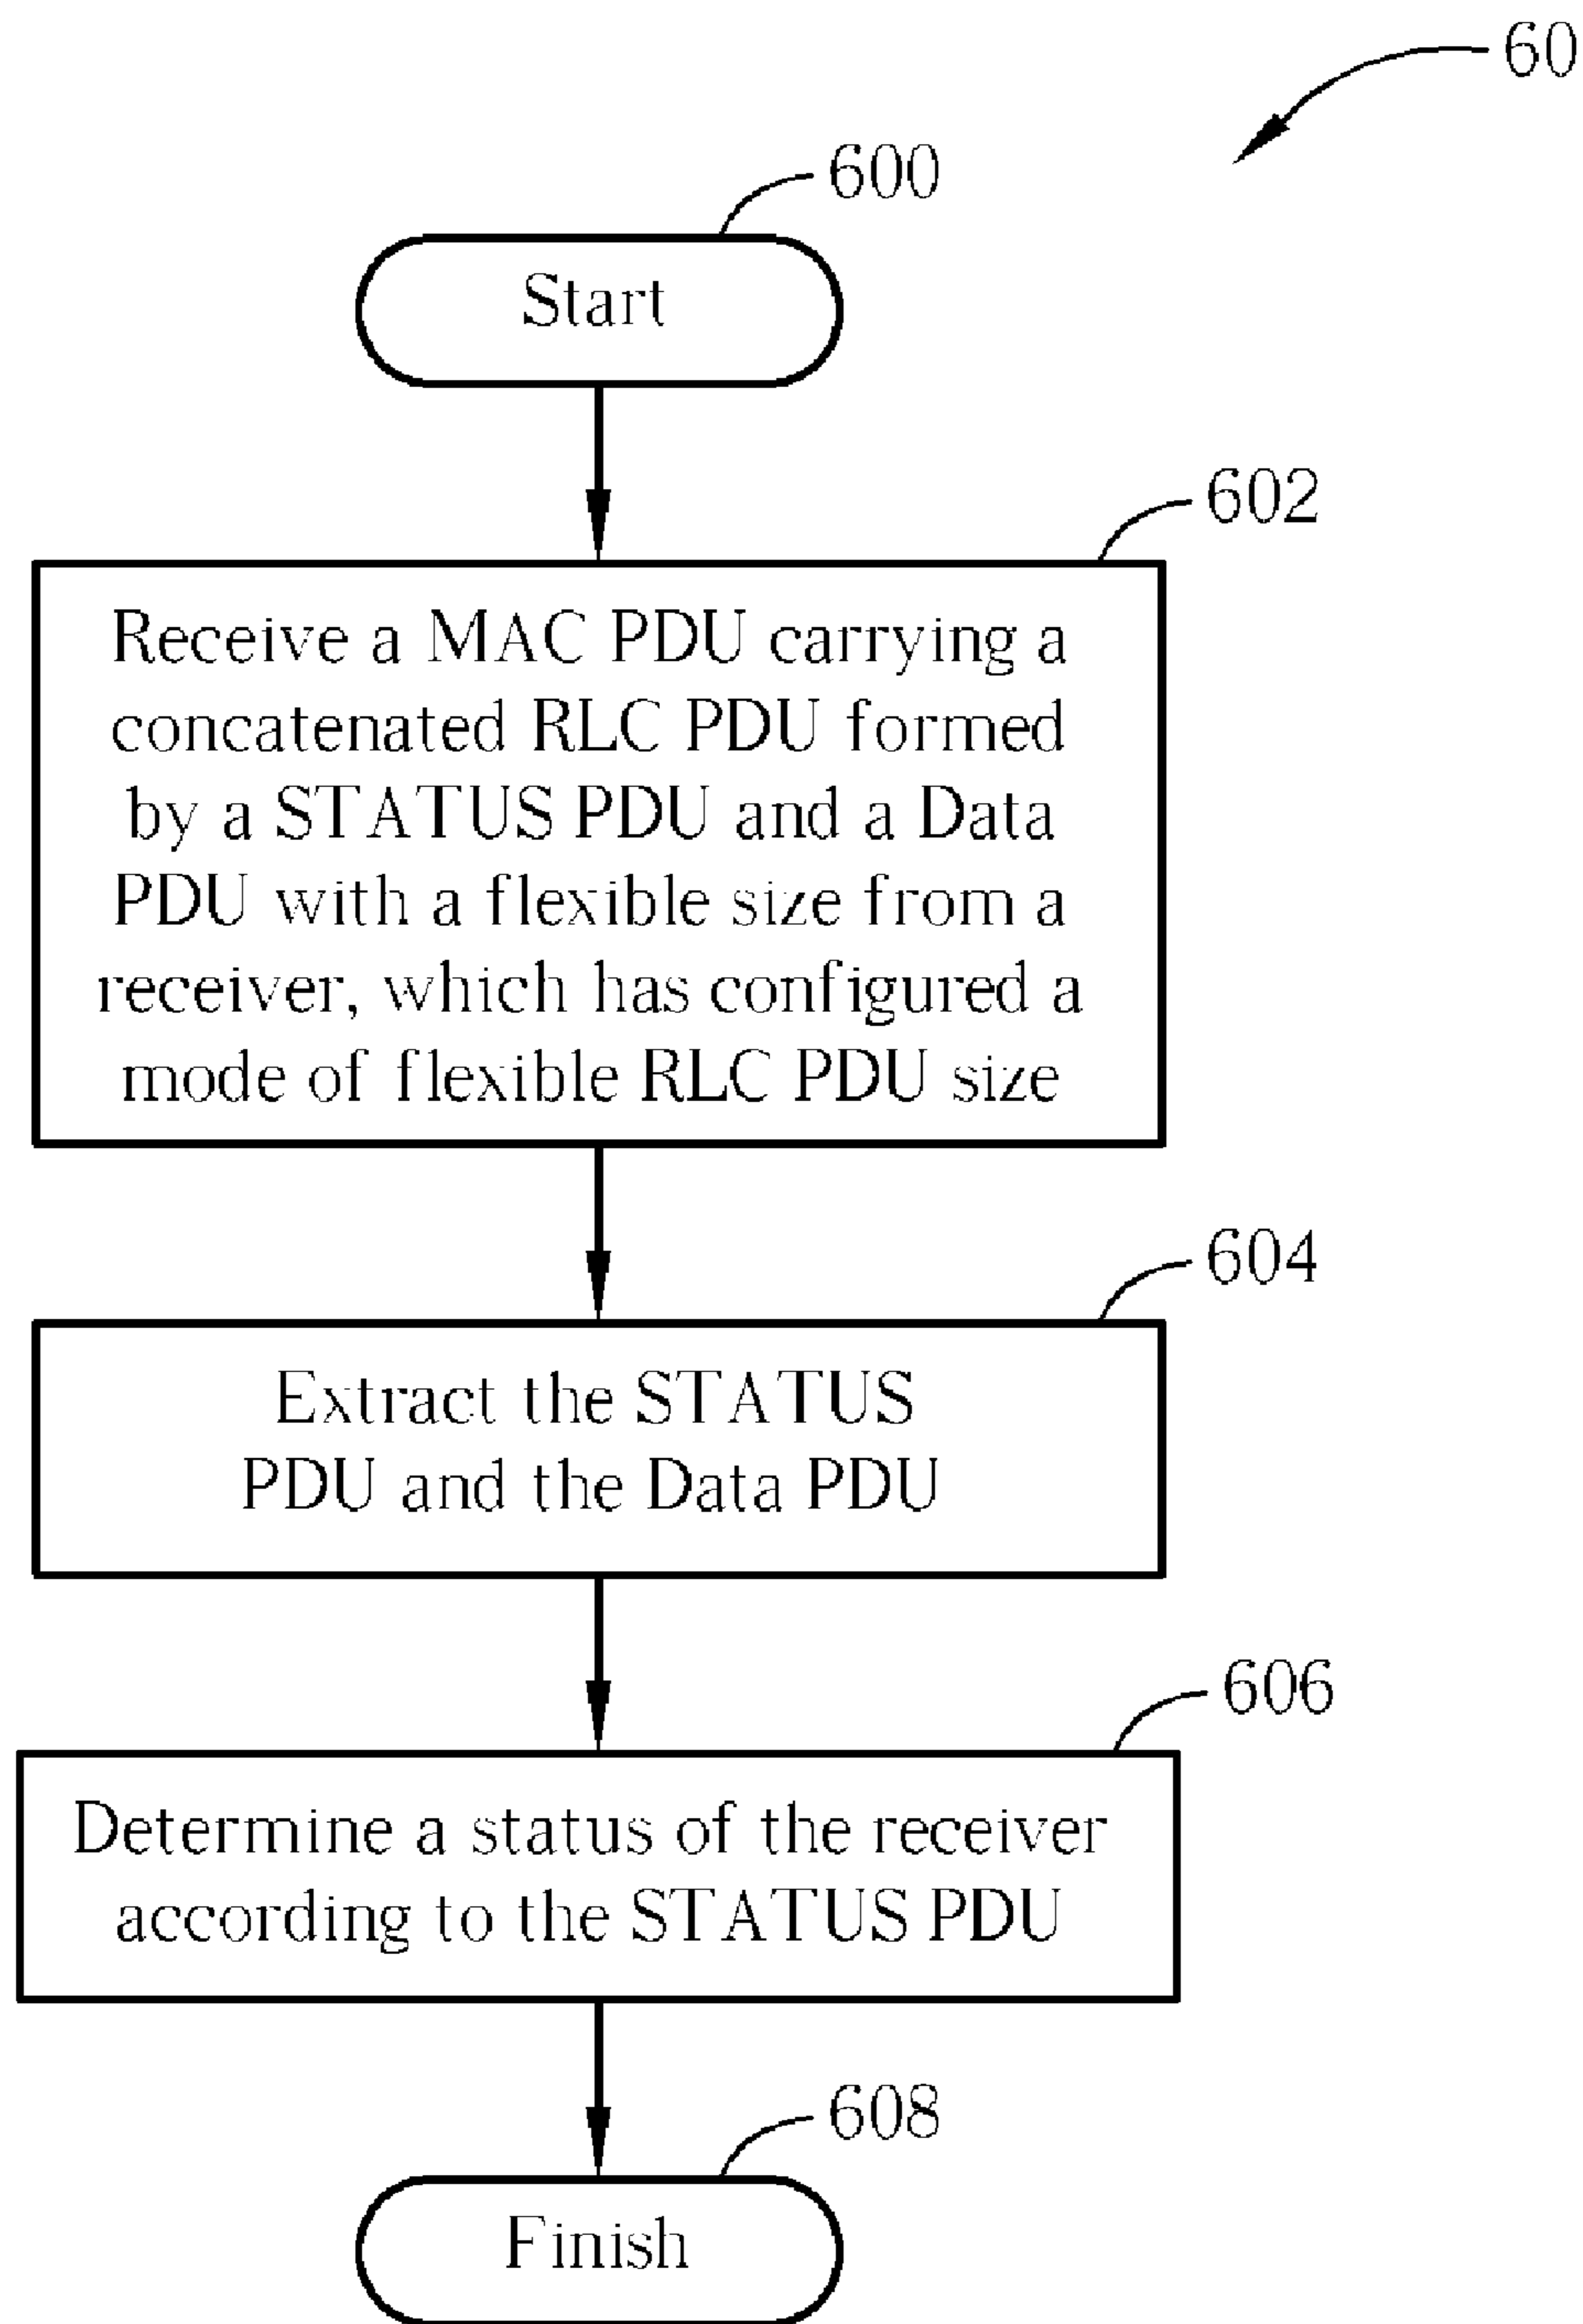 60
600
Start
602
Receive a MAC PDU carrying a
concatenated RLC PDU formed
by a STATUS PDU and a Data
PDU with a flexible size from a
receiver, which has configured a
mode of flexible RLC PDU size
604
Extract the STATUS
PDU and the Data PDU
606
Determine a status of the receiver
according to the STATUS PDU
608
Finish